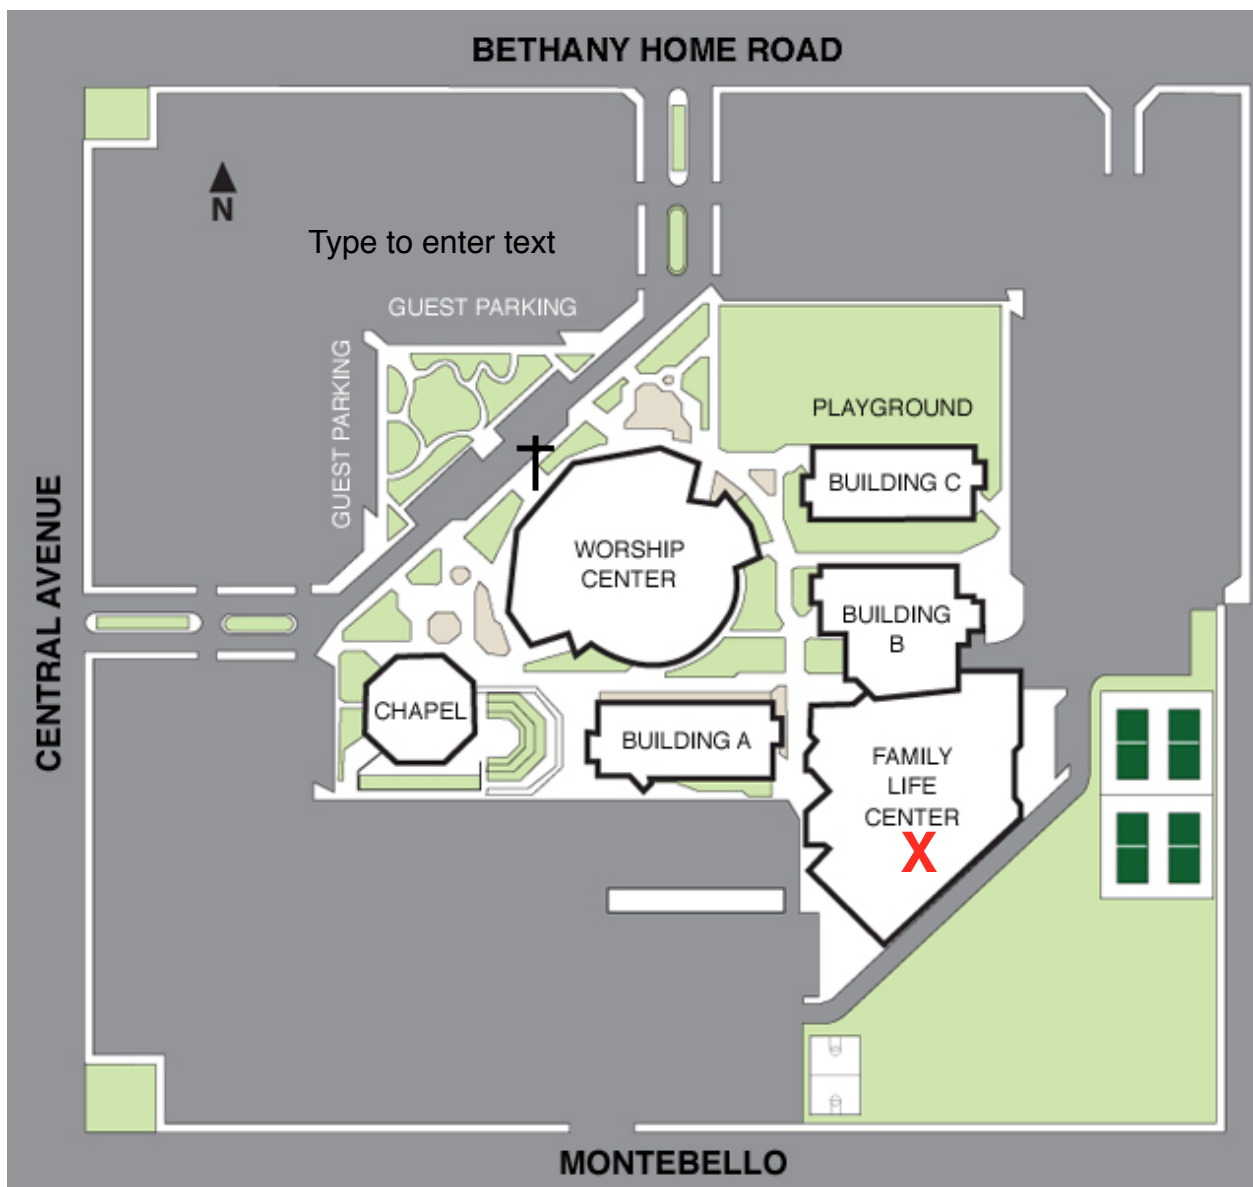 BETHANY HOME ROAD
N
Type to enter text
GUEST PARKING
GUEST PARKING
PLAYGROUND
BUILDING C
WORSHIP
CENTER
BUILDING
B
CENTRAL AVENUE
CHAPEL
BUILDING A
FAMILY
LIFE
CENTER
X
MONTEBELLO